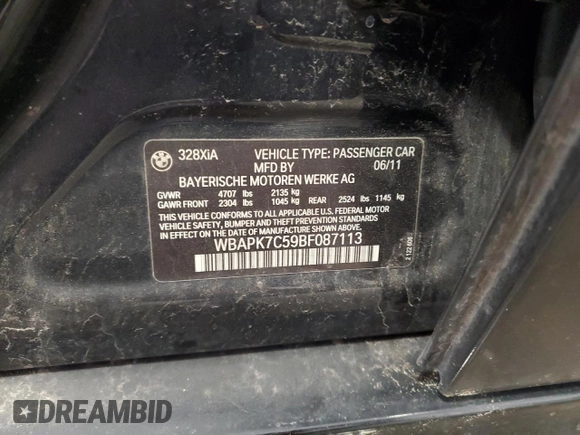 328XiA VEHICLE TYPE: PASSENGER CAR
MFD BY 06/11
BAYERISCHE MOTOREN WERKE AG
GVWR 4707 lbs 2135 kg
GAWR FRONT 2304 lbs 1045 kg REAR 2524 lbs 1145 kg
THIS VEHICLE CONFORMS TO ALL APPLICABLE U.S. FEDERAL MOTOR
VEHICLE SAFETY, BUMPER AND THEFT PREVENTION STANDARDS
IN EFFECT ON THE DATE OF MANUFACTURE SHOWN ABOVE.
WBAPK7C59BF087113
DREAMBID